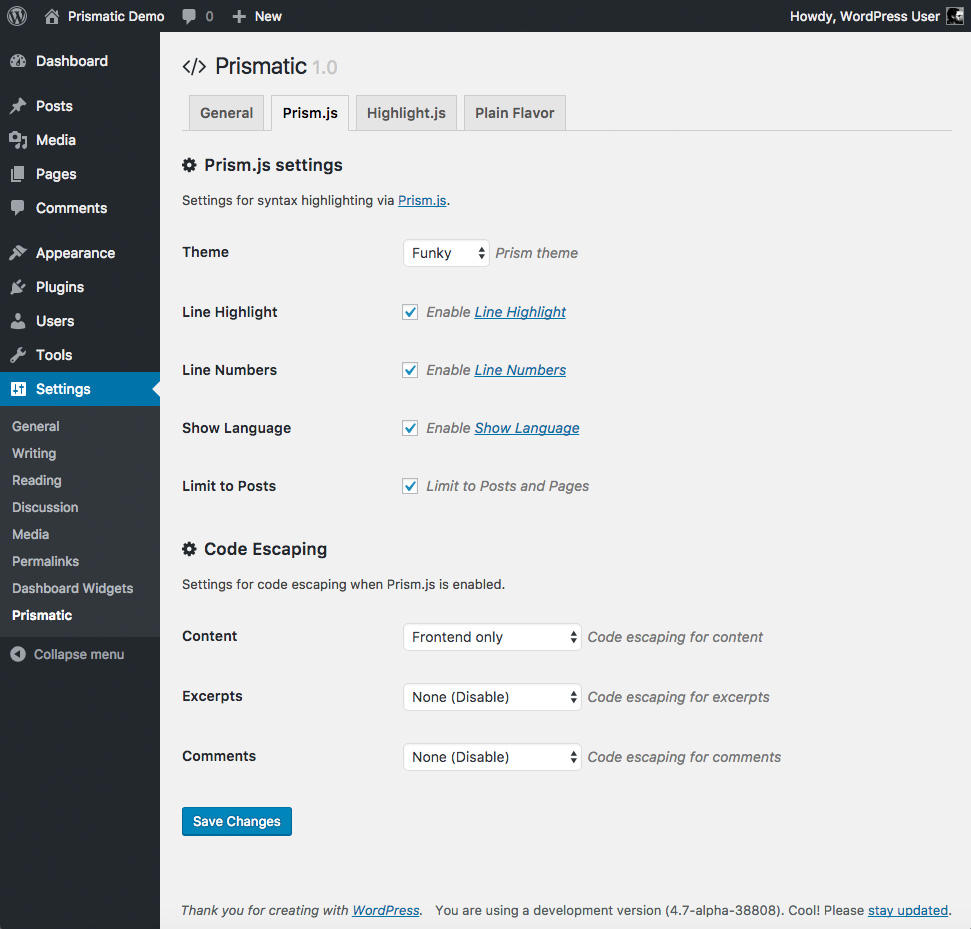 Prismatic Demo 0 New Howdy, WordPress User
Dashboard
Posts
Media
Pages
Comments
Appearance
Plugins
Users
Tools
Settings
General
Writing
Reading
Discussion
Media
Permalinks
Dashboard Widgets
Prismatic
Collapse menu
</> Prismatic 1.0
General Prism.js Highlight.js Plain Flavor
Prism.js settings
Settings for syntax highlighting via Prism.js.
Theme Funky Prism theme
Line Highlight Enable Line Highlight
Line Numbers Enable Line Numbers
Show Language Enable Show Language
Limit to Posts Limit to Posts and Pages
Code Escaping
Settings for code escaping when Prism.js is enabled.
Content Frontend only Code escaping for content
Excerpts None (Disable) Code escaping for excerpts
Comments None (Disable) Code escaping for comments
Save Changes
Thank you for creating with WordPress. You are using a development version (4.7-alpha-38808). Cool! Please stay updated.